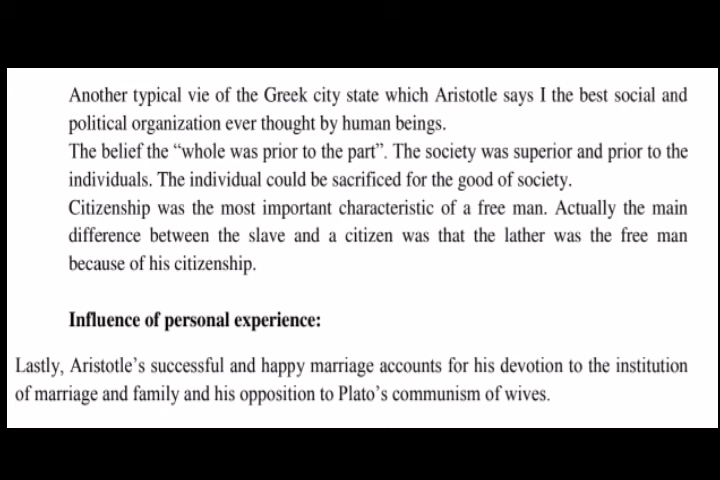 Another typical vie of the Greek city state which Aristotle says I the best social and
political organization ever thought by human beings.
The belief the “whole was prior to the part”. The society was superior and prior to the
individuals. The individual could be sacrificed for the good of society.
Citizenship was the most important characteristic of a free man. Actually the main
difference between the slave and a citizen was that the lather was the free man
because of his citizenship.
Influence of personal experience:
Lastly, Aristotle’s successful and happy marriage accounts for his devotion to the institution
of marriage and family and his opposition to Plato’s communism of wives.